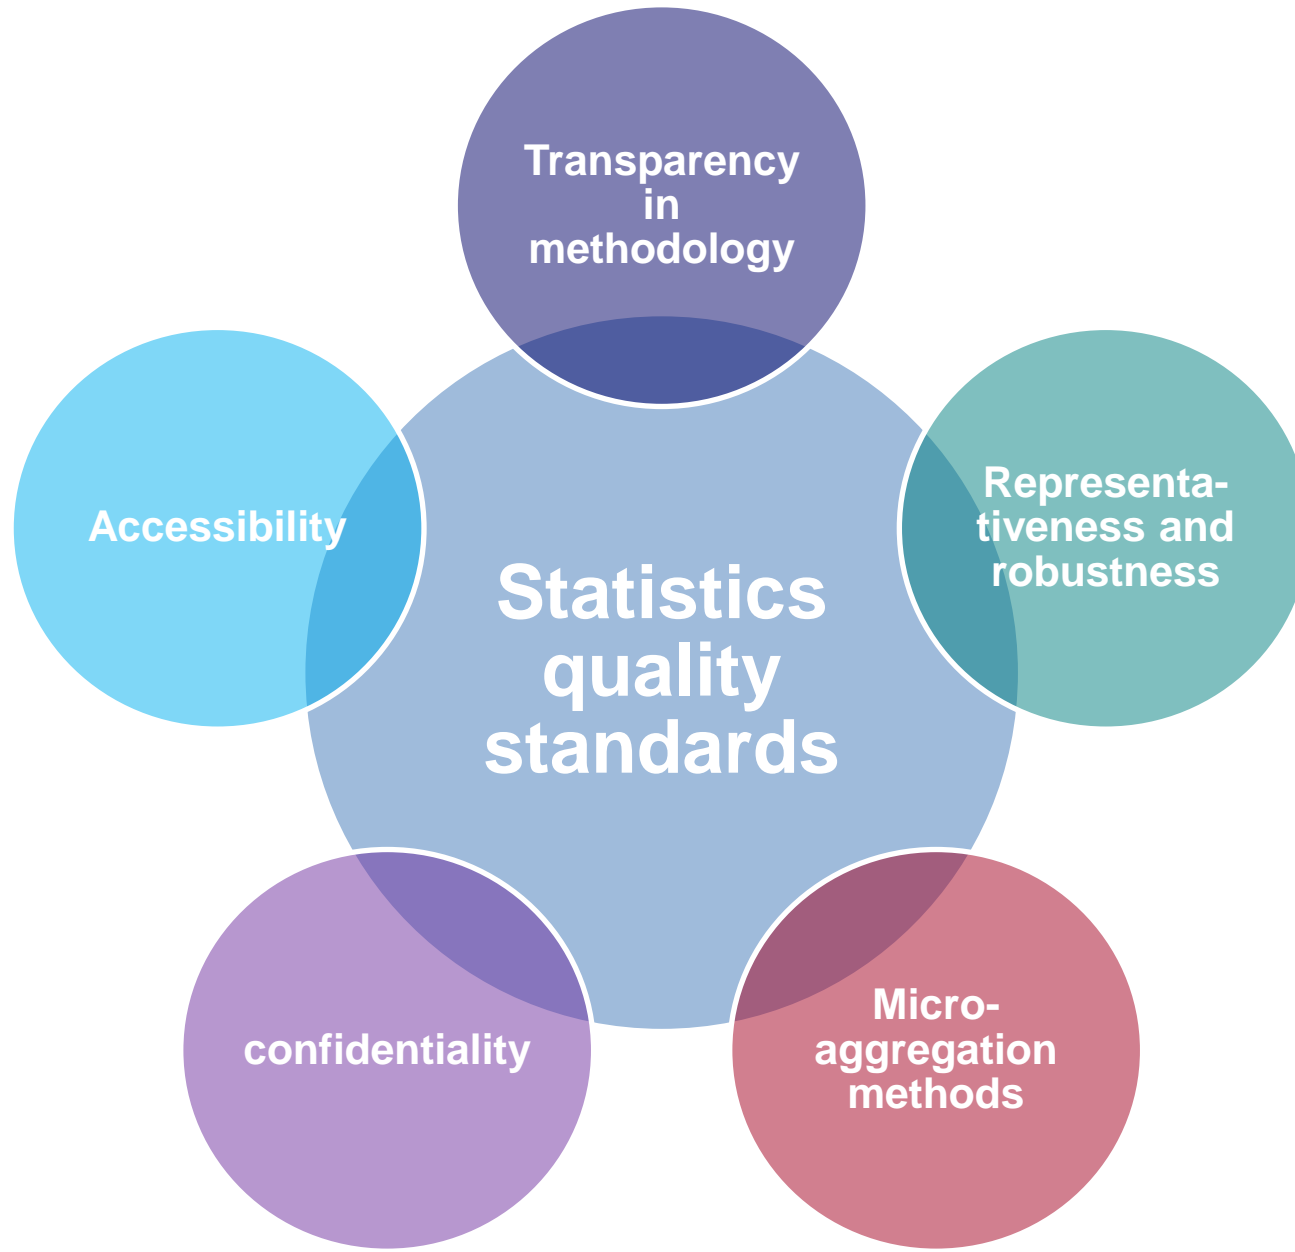 Transparency
in
methodology
Representa-
tiveness and
robustness
Micro-
aggregation
methods
confidentiality
Accessibility
Statistics
quality
standards